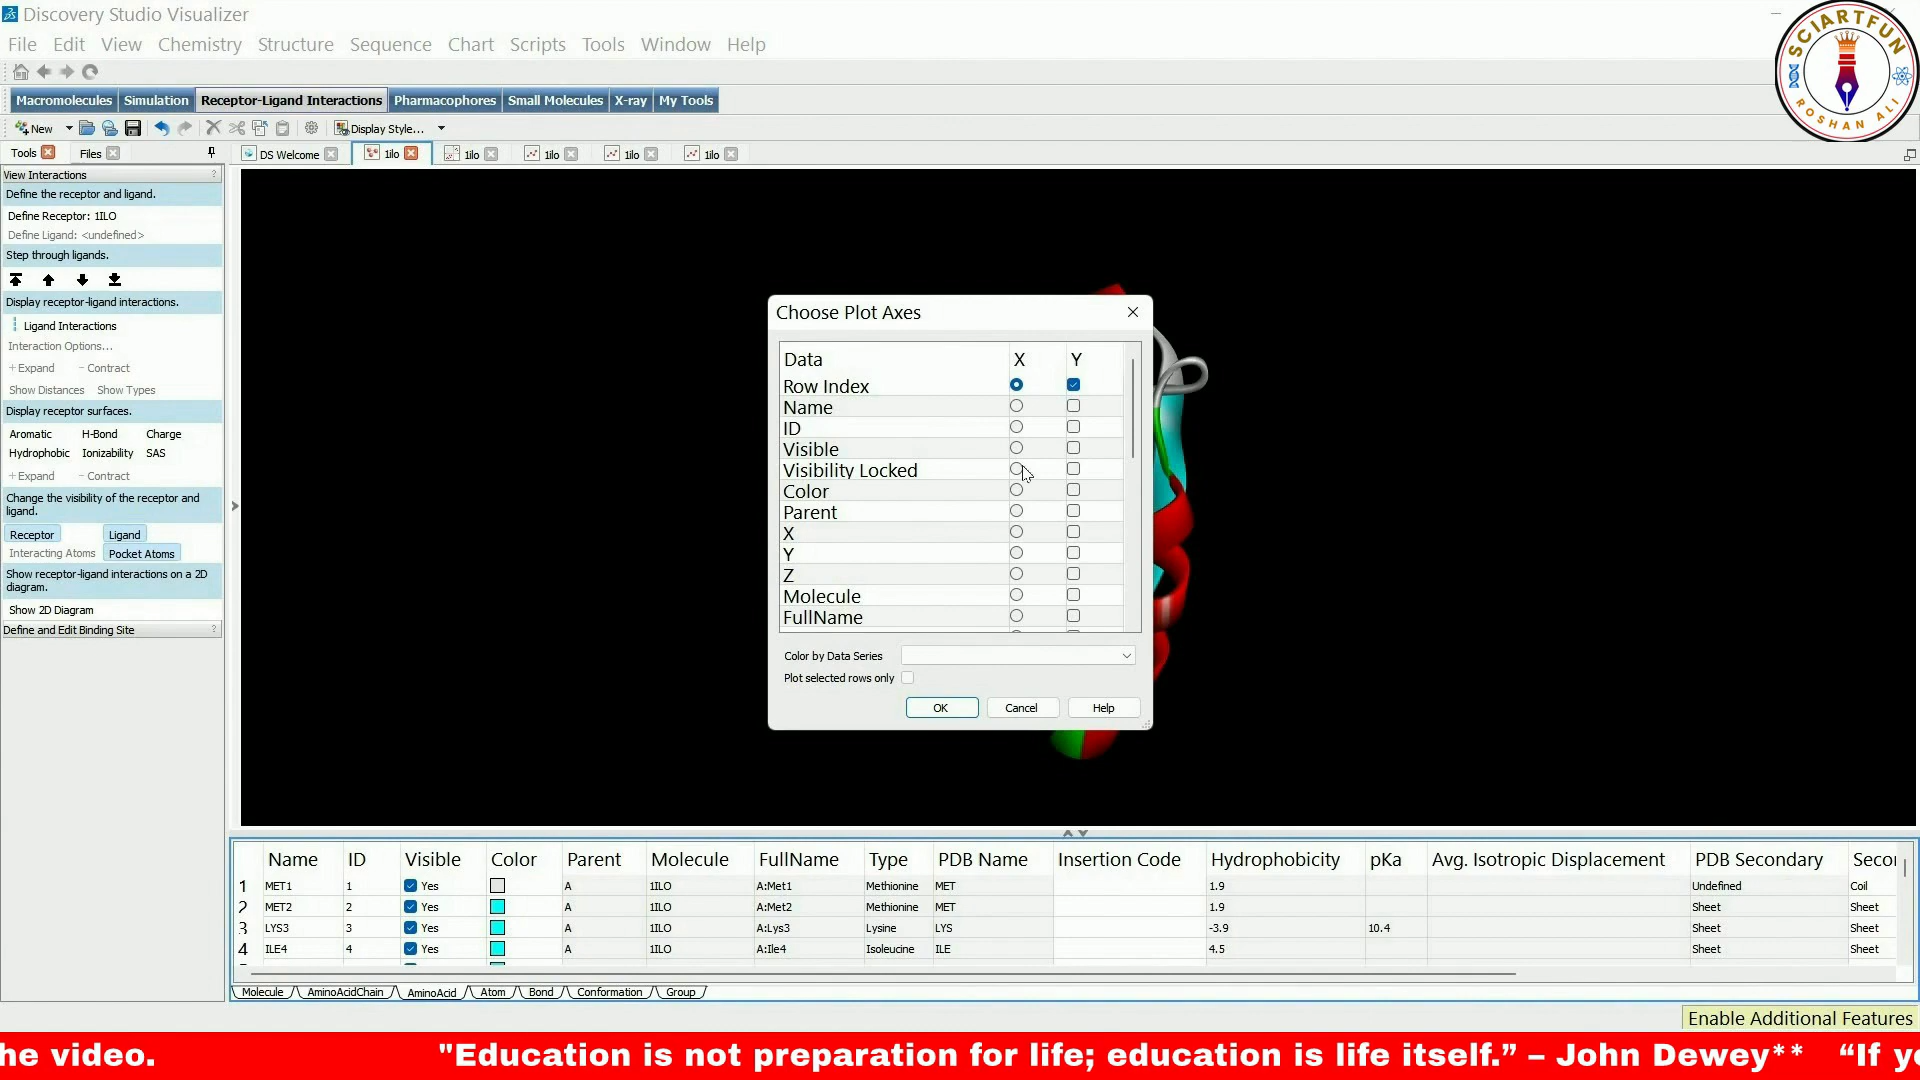 Discovery Studio Visualizer
File Edit View Chemistry Structure Sequence Chart Scripts Tools Window Help
SCIARTFUN
ROSHAN ALI
Macromolecules Simulation Receptor-Ligand Interactions Pharmacophores Small Molecules X-ray My Tools
New Display Style...
Tools Files DS Welcome 1ilo 1ilo 1ilo 1ilo 1ilo
View Interactions ?
Define the receptor and ligand.
Define Receptor: 1ILO
Define Ligand: <undefined>
Step through ligands.
Display receptor-ligand interactions.
Ligand Interactions
Interaction Options...
+ Expand - Contract
Show Distances Show Types
Display receptor surfaces.
Aromatic H-Bond Charge
Hydrophobic Ionizability SAS
+ Expand - Contract
Change the visibility of the receptor and
ligand.
Receptor Ligand
Interacting Atoms Pocket Atoms
Show receptor-ligand interactions on a 2D
diagram.
Show 2D Diagram
Define and Edit Binding Site ?
Choose Plot Axes
Data X Y
Row Index
Name
ID
Visible
Visibility Locked
Color
Parent
X
Y
Z
Molecule
FullName
Color by Data Series
Plot selected rows only
OK Cancel Help
Name ID Visible Color Parent Molecule FullName Type PDB Name Insertion Code Hydrophobicity pKa Avg. Isotropic Displacement PDB Secondary Secon
1 MET1 1 Yes A 1ILO A:Met1 Methionine MET 1.9 Undefined Coil
2 MET2 2 Yes A 1ILO A:Met2 Methionine MET 1.9 Sheet Sheet
3 LYS3 3 Yes A 1ILO A:Lys3 Lysine LYS -3.9 10.4 Sheet Sheet
4 ILE4 4 Yes A 1ILO A:Ile4 Isoleucine ILE 4.5 Sheet Sheet
Molecule AminoAcidChain AminoAcid Atom Bond Conformation Group
Enable Additional Features
he video. "Education is not preparation for life; education is life itself.” – John Dewey** “If yo